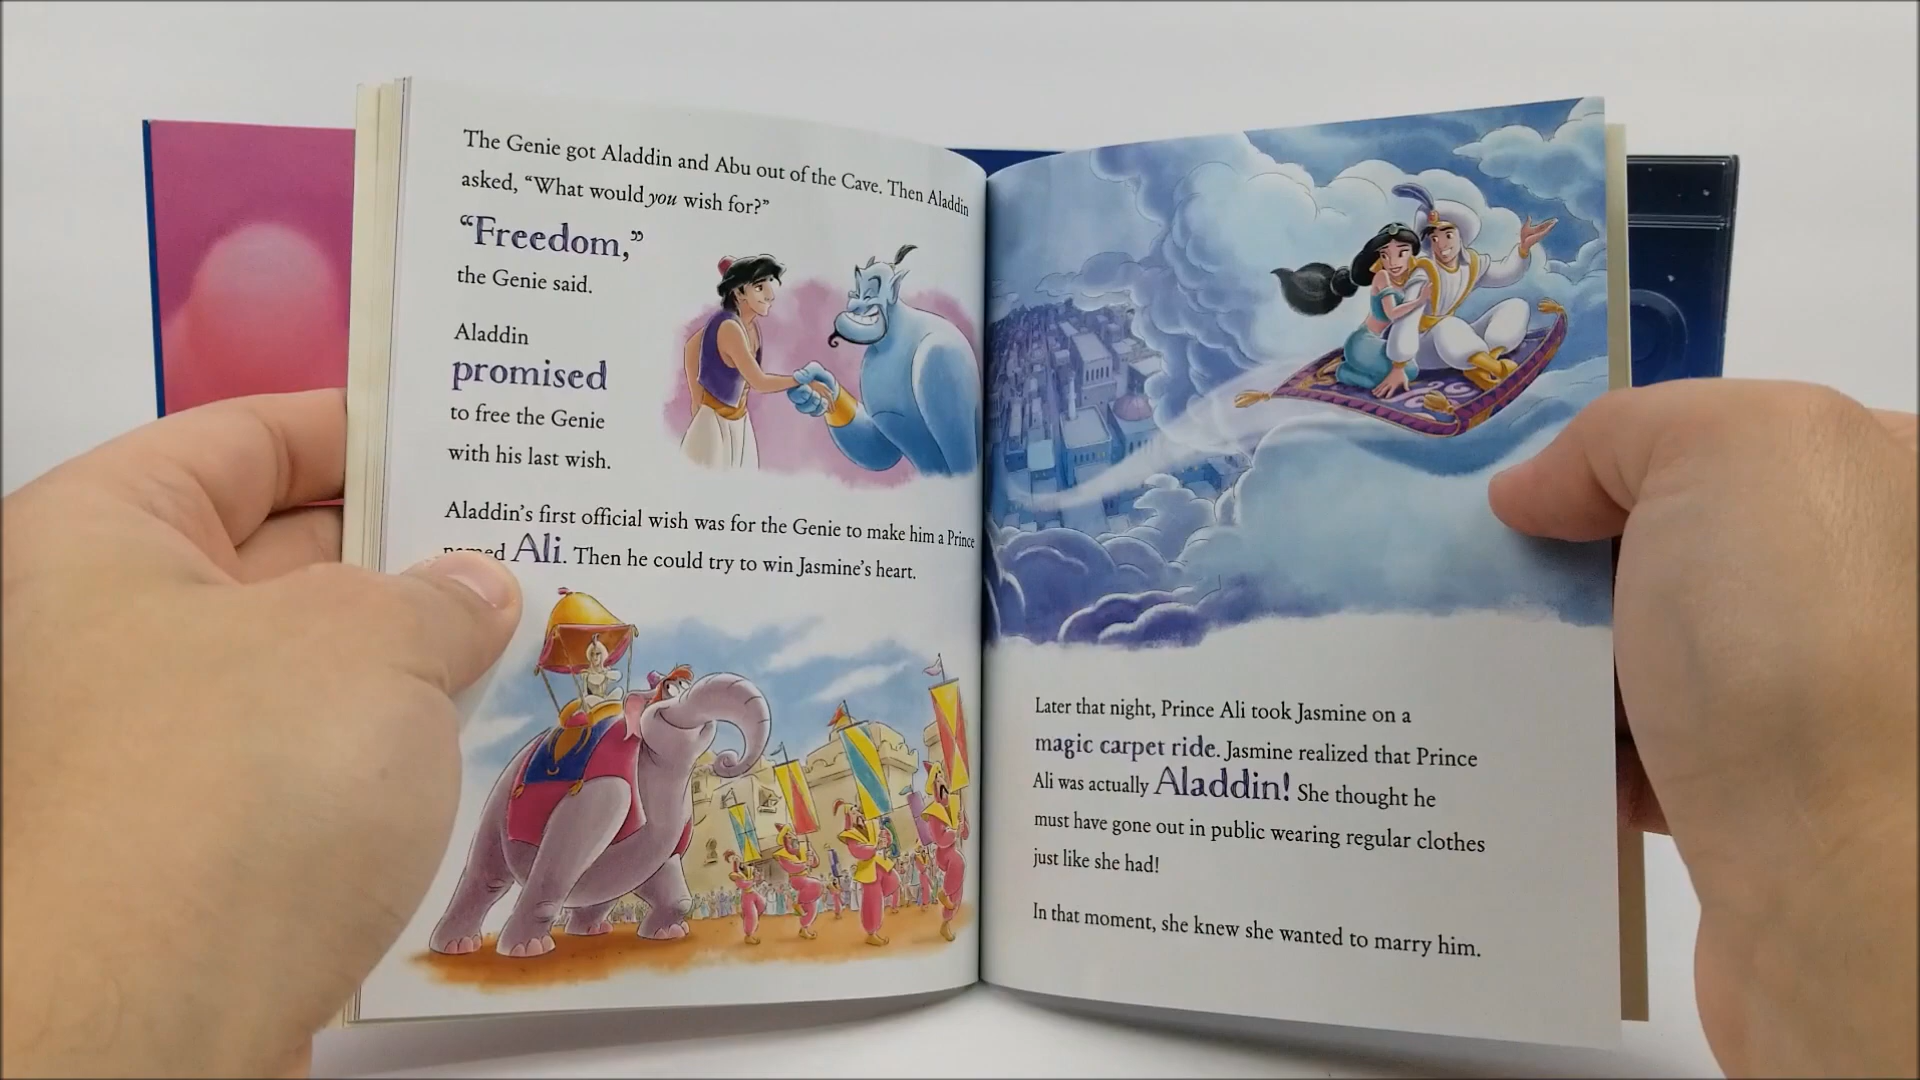 The Genie got Aladdin and Abu out of the Cave. Then Aladdin
asked, “What would you wish for?”
“Freedom,”
the Genie said.
Aladdin
promised
to free the Genie
with his last wish.
Aladdin’s first official wish was for the Genie to make him a Prince
named Ali. Then he could try to win Jasmine’s heart.
Later that night, Prince Ali took Jasmine on a
magic carpet ride. Jasmine realized that Prince
Ali was actually Aladdin! She thought he
must have gone out in public wearing regular clothes
just like she had!
In that moment, she knew she wanted to marry him.